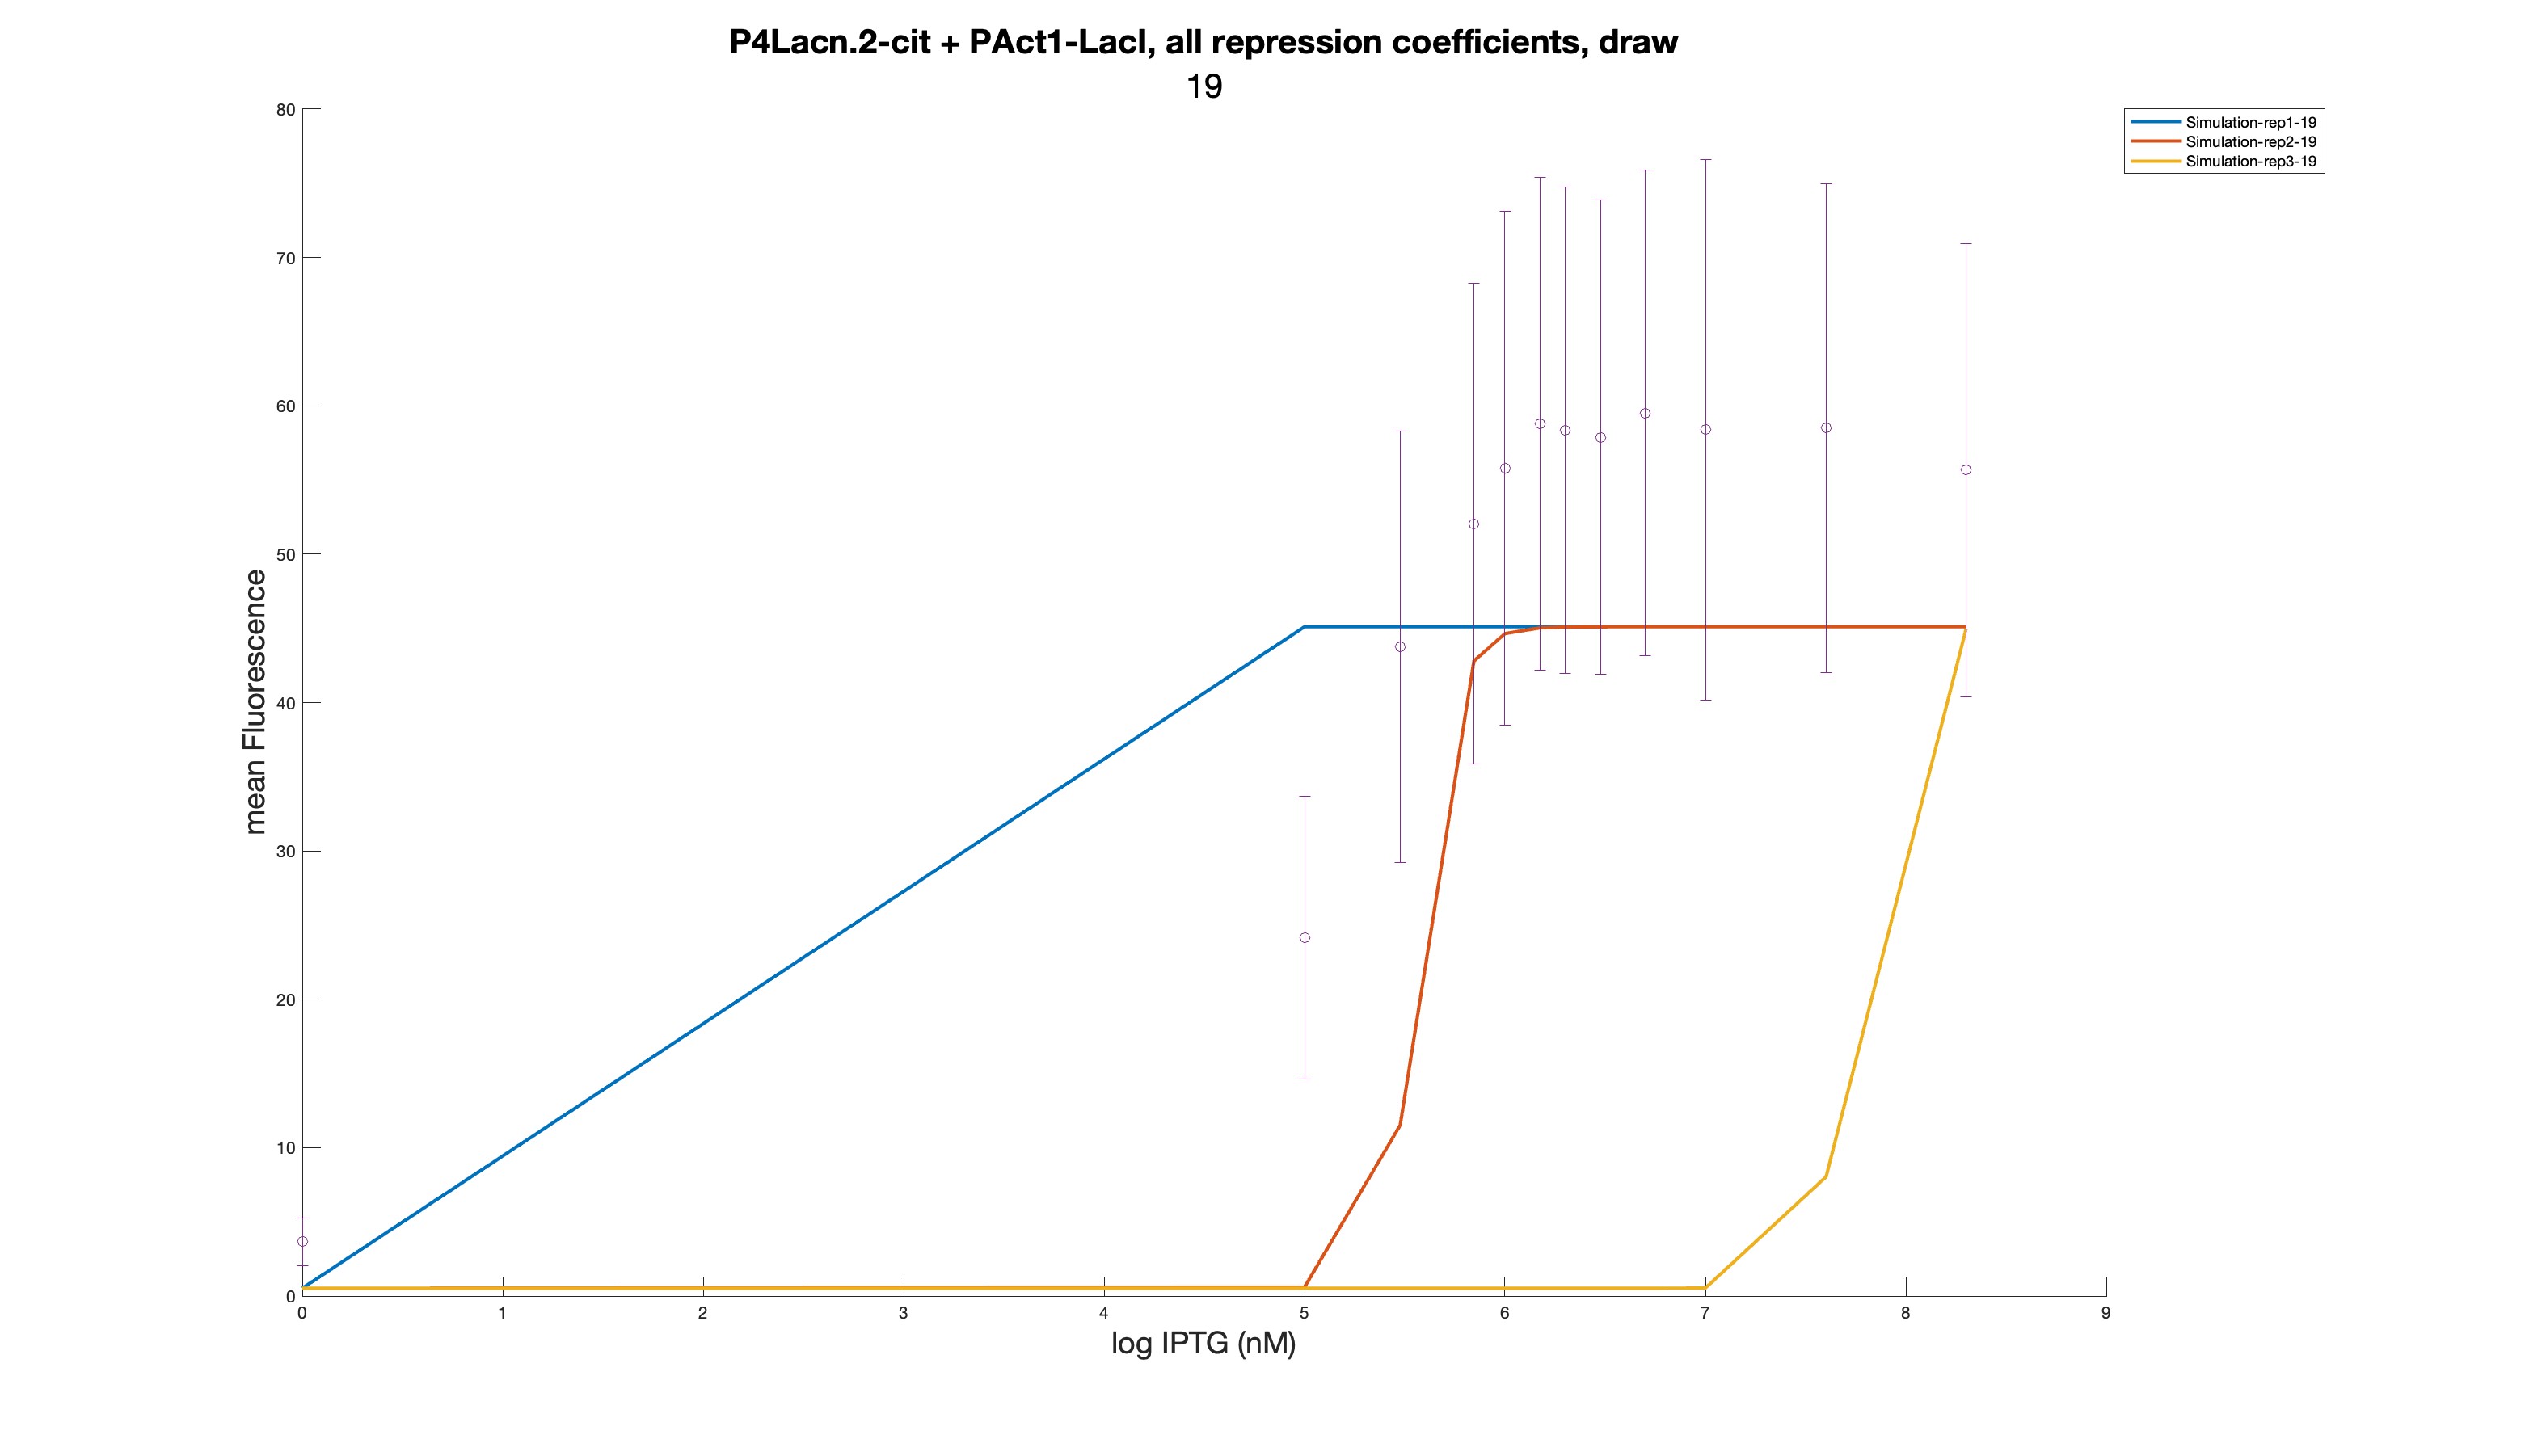 P4Lacn.2-cit + PAct1-LacI, all repression coefficients, draw
19
Simulation-rep1-19
Simulation-rep2-19
Simulation-rep3-19
mean Fluorescence
80
70
60
50
40
30
20
10
0
0 1 2 3 4 5 6 7 8 9
log IPTG (nM)